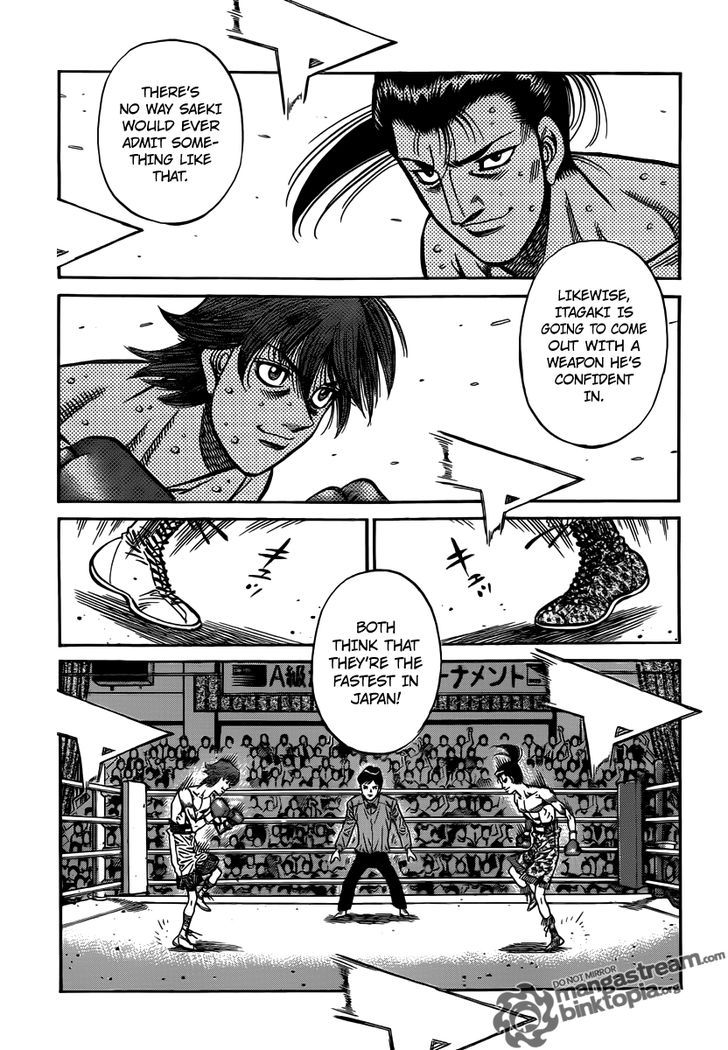 THERE'S
NO WAY SAEKI
WOULD EVER
ADMIT SOME-
THING LIKE
THAT.
LIKEWISE,
ITAGAKI IS
GOING TO COME
OUT WITH A
WEAPON HE'S
CONFIDENT
IN.
キュッ
キュッ
BOTH
THINK THAT
THEY'RE THE
FASTEST IN
JAPAN!
A級
ーナメント
DO NOT MIRROR
mangastream.com
binktopia.org